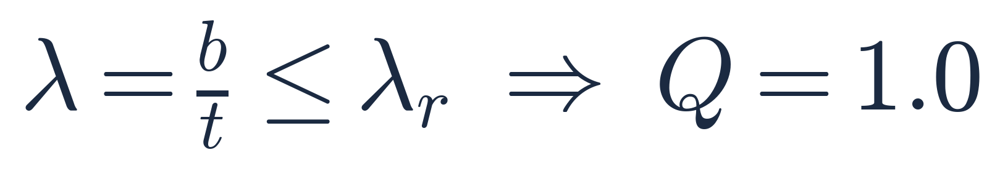 λ = b/t ≤ λ_r ⇒ Q = 1.0